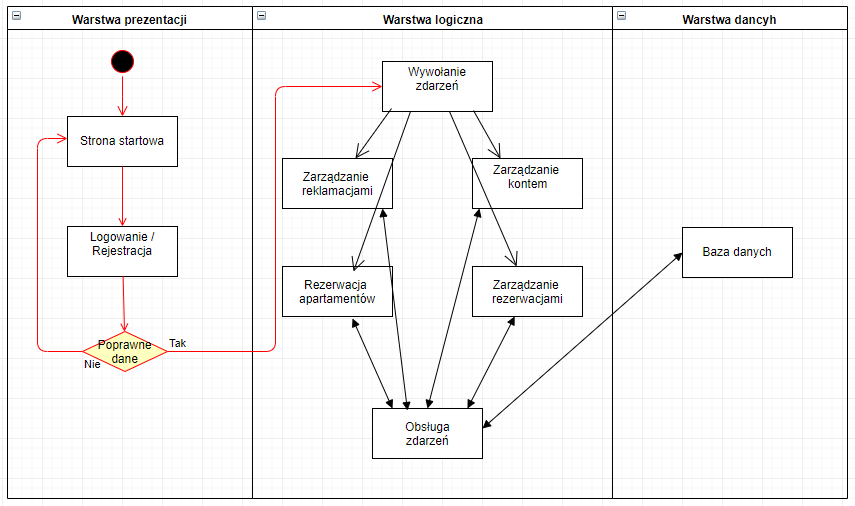 Warstwa prezentacji
Warstwa logiczna
Warstwa dancyh
Strona startowa
Logowanie /
Rejestracja
Poprawne
dane
Tak
Nie
Wywołanie
zdarzeń
Zarządzanie
reklamacjami
Zarządzanie
kontem
Rezerwacja
apartamentów
Zarządzanie
rezerwacjami
Obsługa
zdarzeń
Baza danych